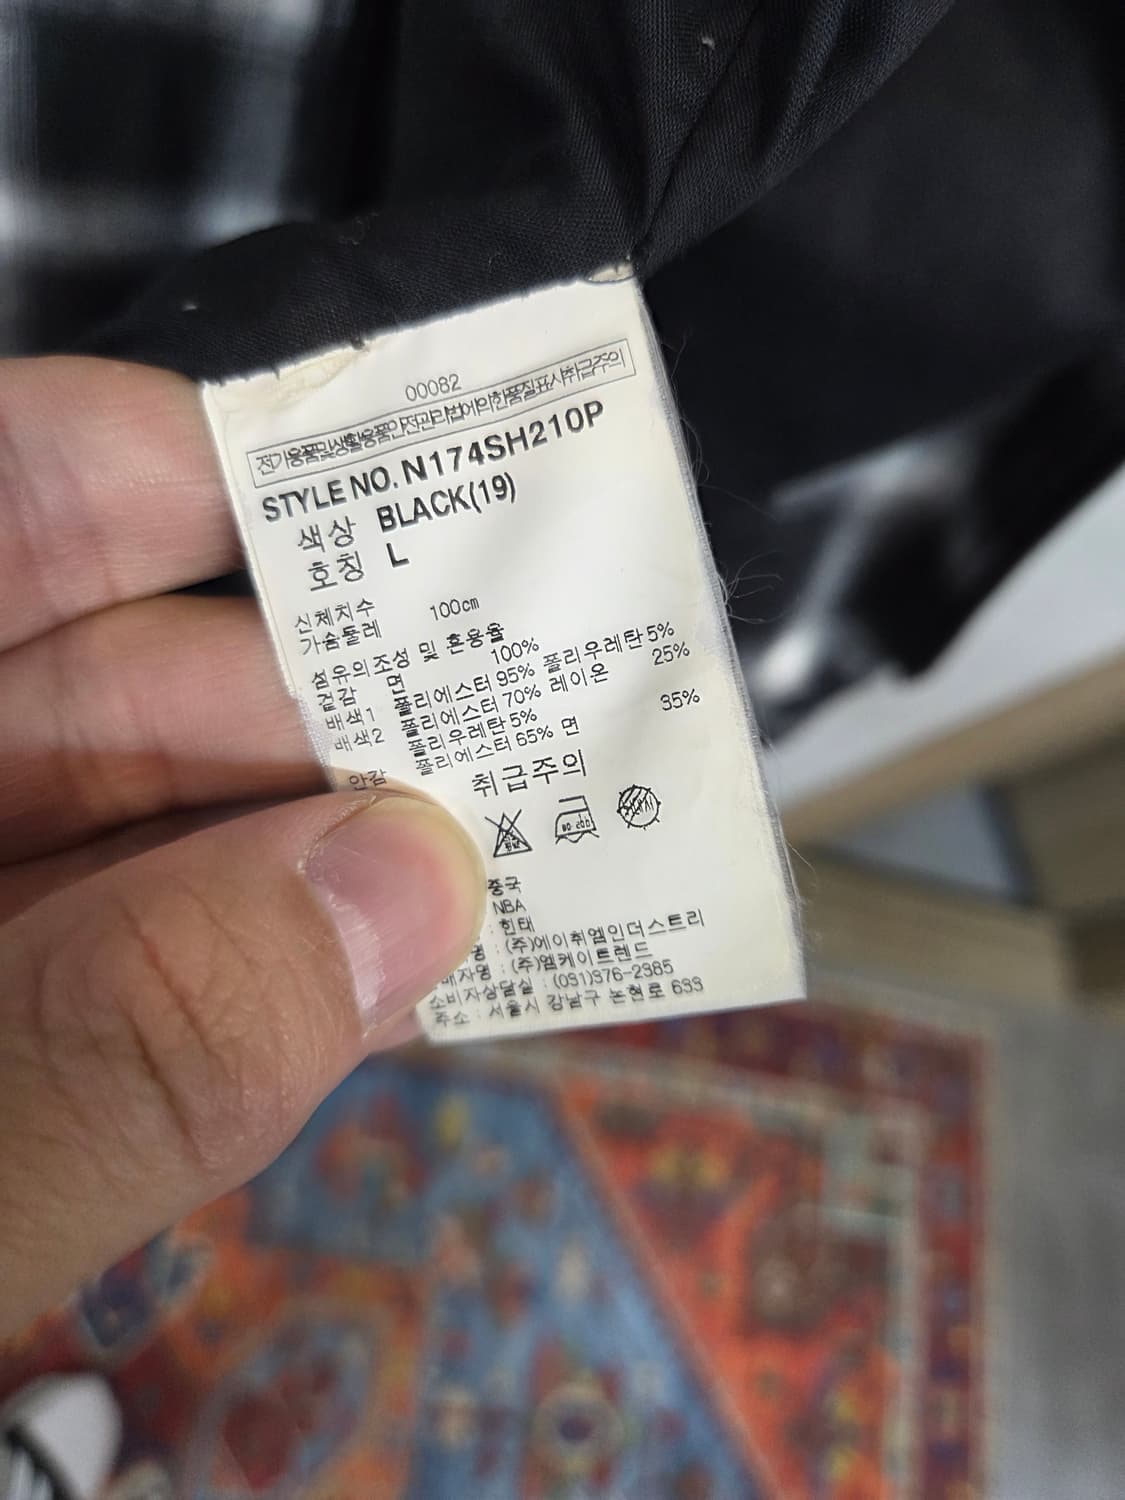 00082
전기용품및생활용품안전관리법에의한품질표시취급주의
STYLE NO. N174SH210P
색상 BLACK(19)
호칭 L
신체치수
가슴둘레 100cm
섬유의조성 및 혼용율
겉감 면 100%
배색1 폴리에스터 95% 폴리우레탄 5%
배색2 폴리에스터 70% 레이온 25%
폴리우레탄 5%
안감 폴리에스터 65% 면 35%
취급주의
중국
NBA
: 한태
명 : (주)에이취엠인더스트리
매자명 : (주)엠케이트렌드
소비자상담실 : (031)376-2385
주소 : 서울시 강남구 논현로 633